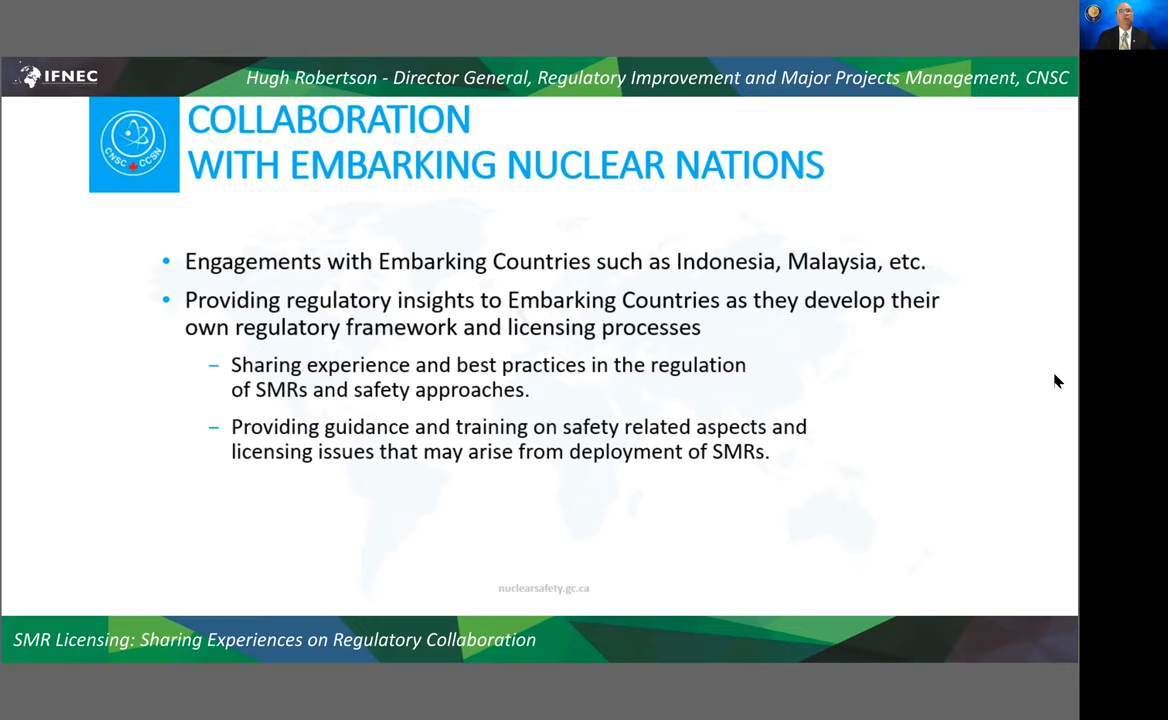 IFNEC
Hugh Robertson - Director General, Regulatory Improvement and Major Projects Management, CNSC
CNSC CCSN
COLLABORATION
WITH EMBARKING NUCLEAR NATIONS
• Engagements with Embarking Countries such as Indonesia, Malaysia, etc.
• Providing regulatory insights to Embarking Countries as they develop their
own regulatory framework and licensing processes
– Sharing experience and best practices in the regulation
of SMRs and safety approaches.
– Providing guidance and training on safety related aspects and
licensing issues that may arise from deployment of SMRs.
nuclearsafety.gc.ca
SMR Licensing: Sharing Experiences on Regulatory Collaboration